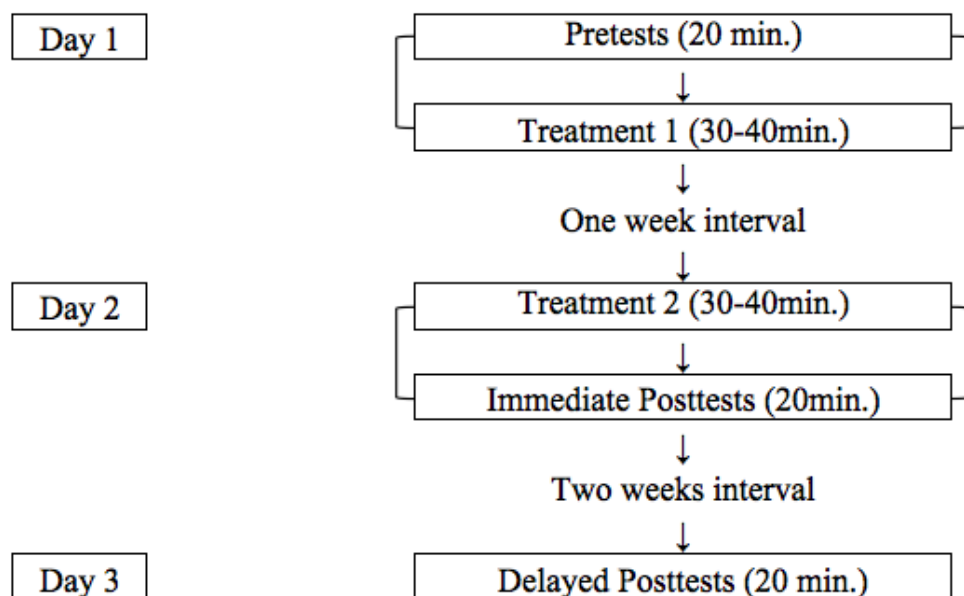 Day 1
Pretests (20 min.)
↓
Treatment 1 (30-40min.)
↓
One week interval
↓
Day 2
Treatment 2 (30-40min.)
↓
Immediate Posttests (20min.)
↓
Two weeks interval
↓
Day 3
Delayed Posttests (20 min.)